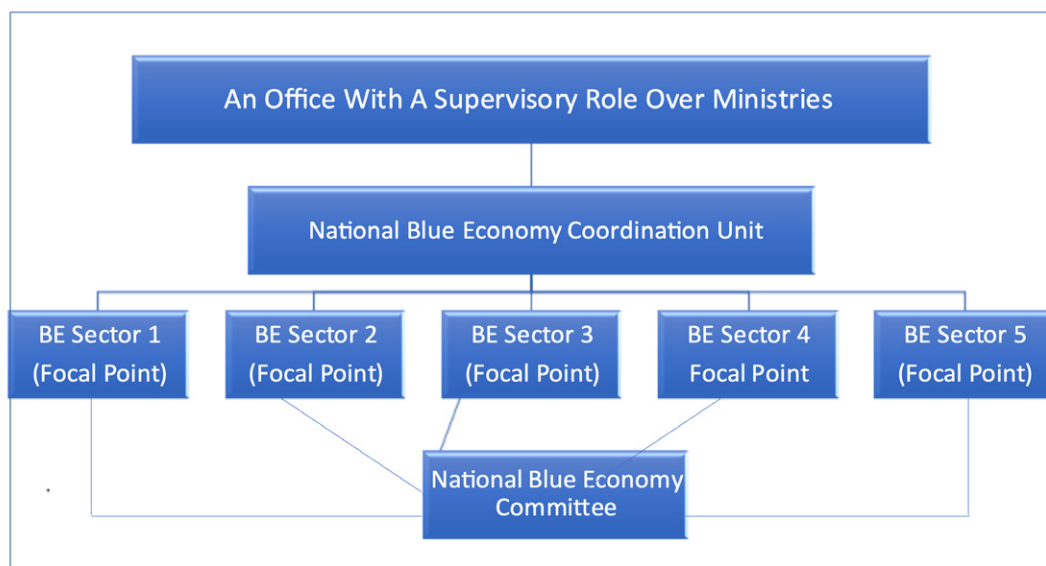 An Office With A Supervisory Role Over Ministries
National Blue Economy Coordination Unit
BE Sector 1
(Focal Point)
BE Sector 2
(Focal Point)
BE Sector 3
(Focal Point)
BE Sector 4
Focal Point
BE Sector 5
(Focal Point)
National Blue Economy
Committee